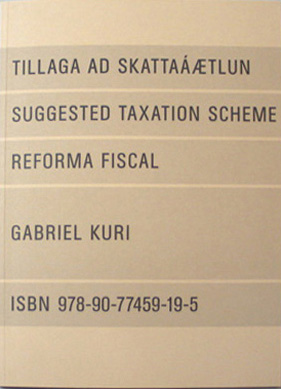 TILLAGA AD SKATTAÁÆTLUN
SUGGESTED TAXATION SCHEME
REFORMA FISCAL
GABRIEL KURI
ISBN 978-90-77459-19-5